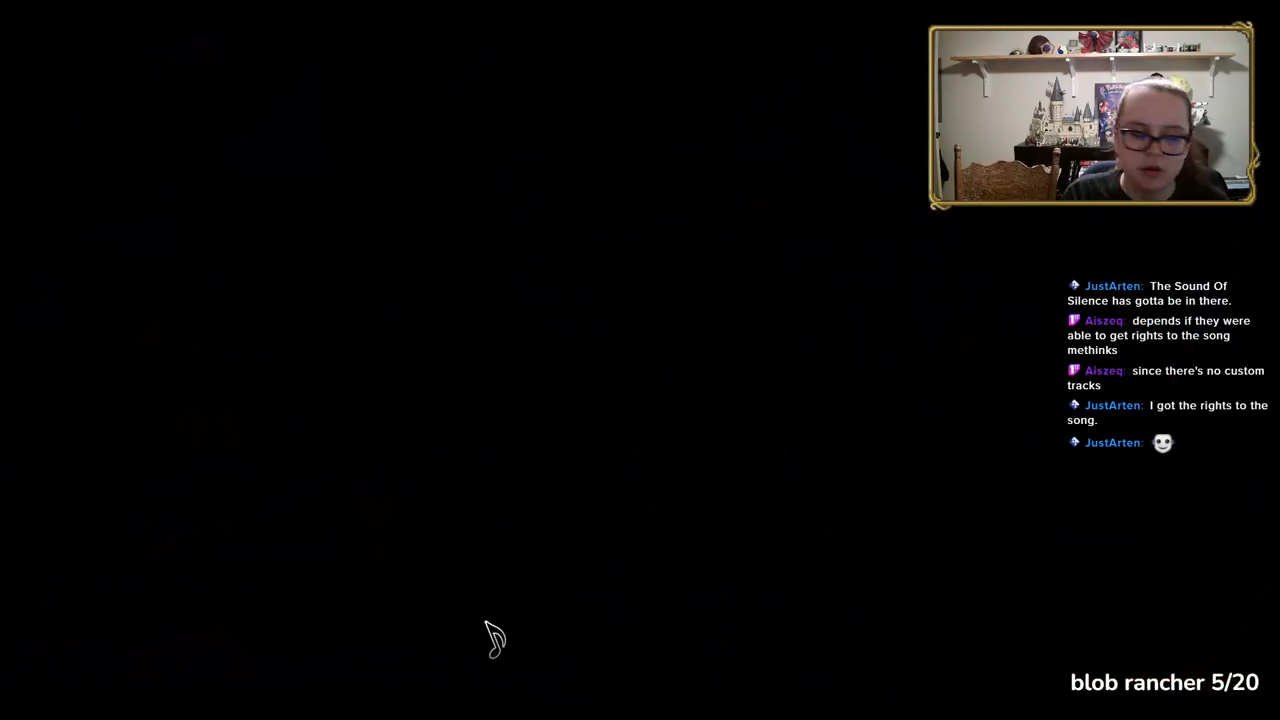 JustArten: The Sound Of
Silence has gotta be in there.
Aiszeq: depends if they were
able to get rights to the song
methinks
Aiszeq: since there's no custom
tracks
JustArten: I got the rights to the
song.
JustArten:
blob rancher 5/20